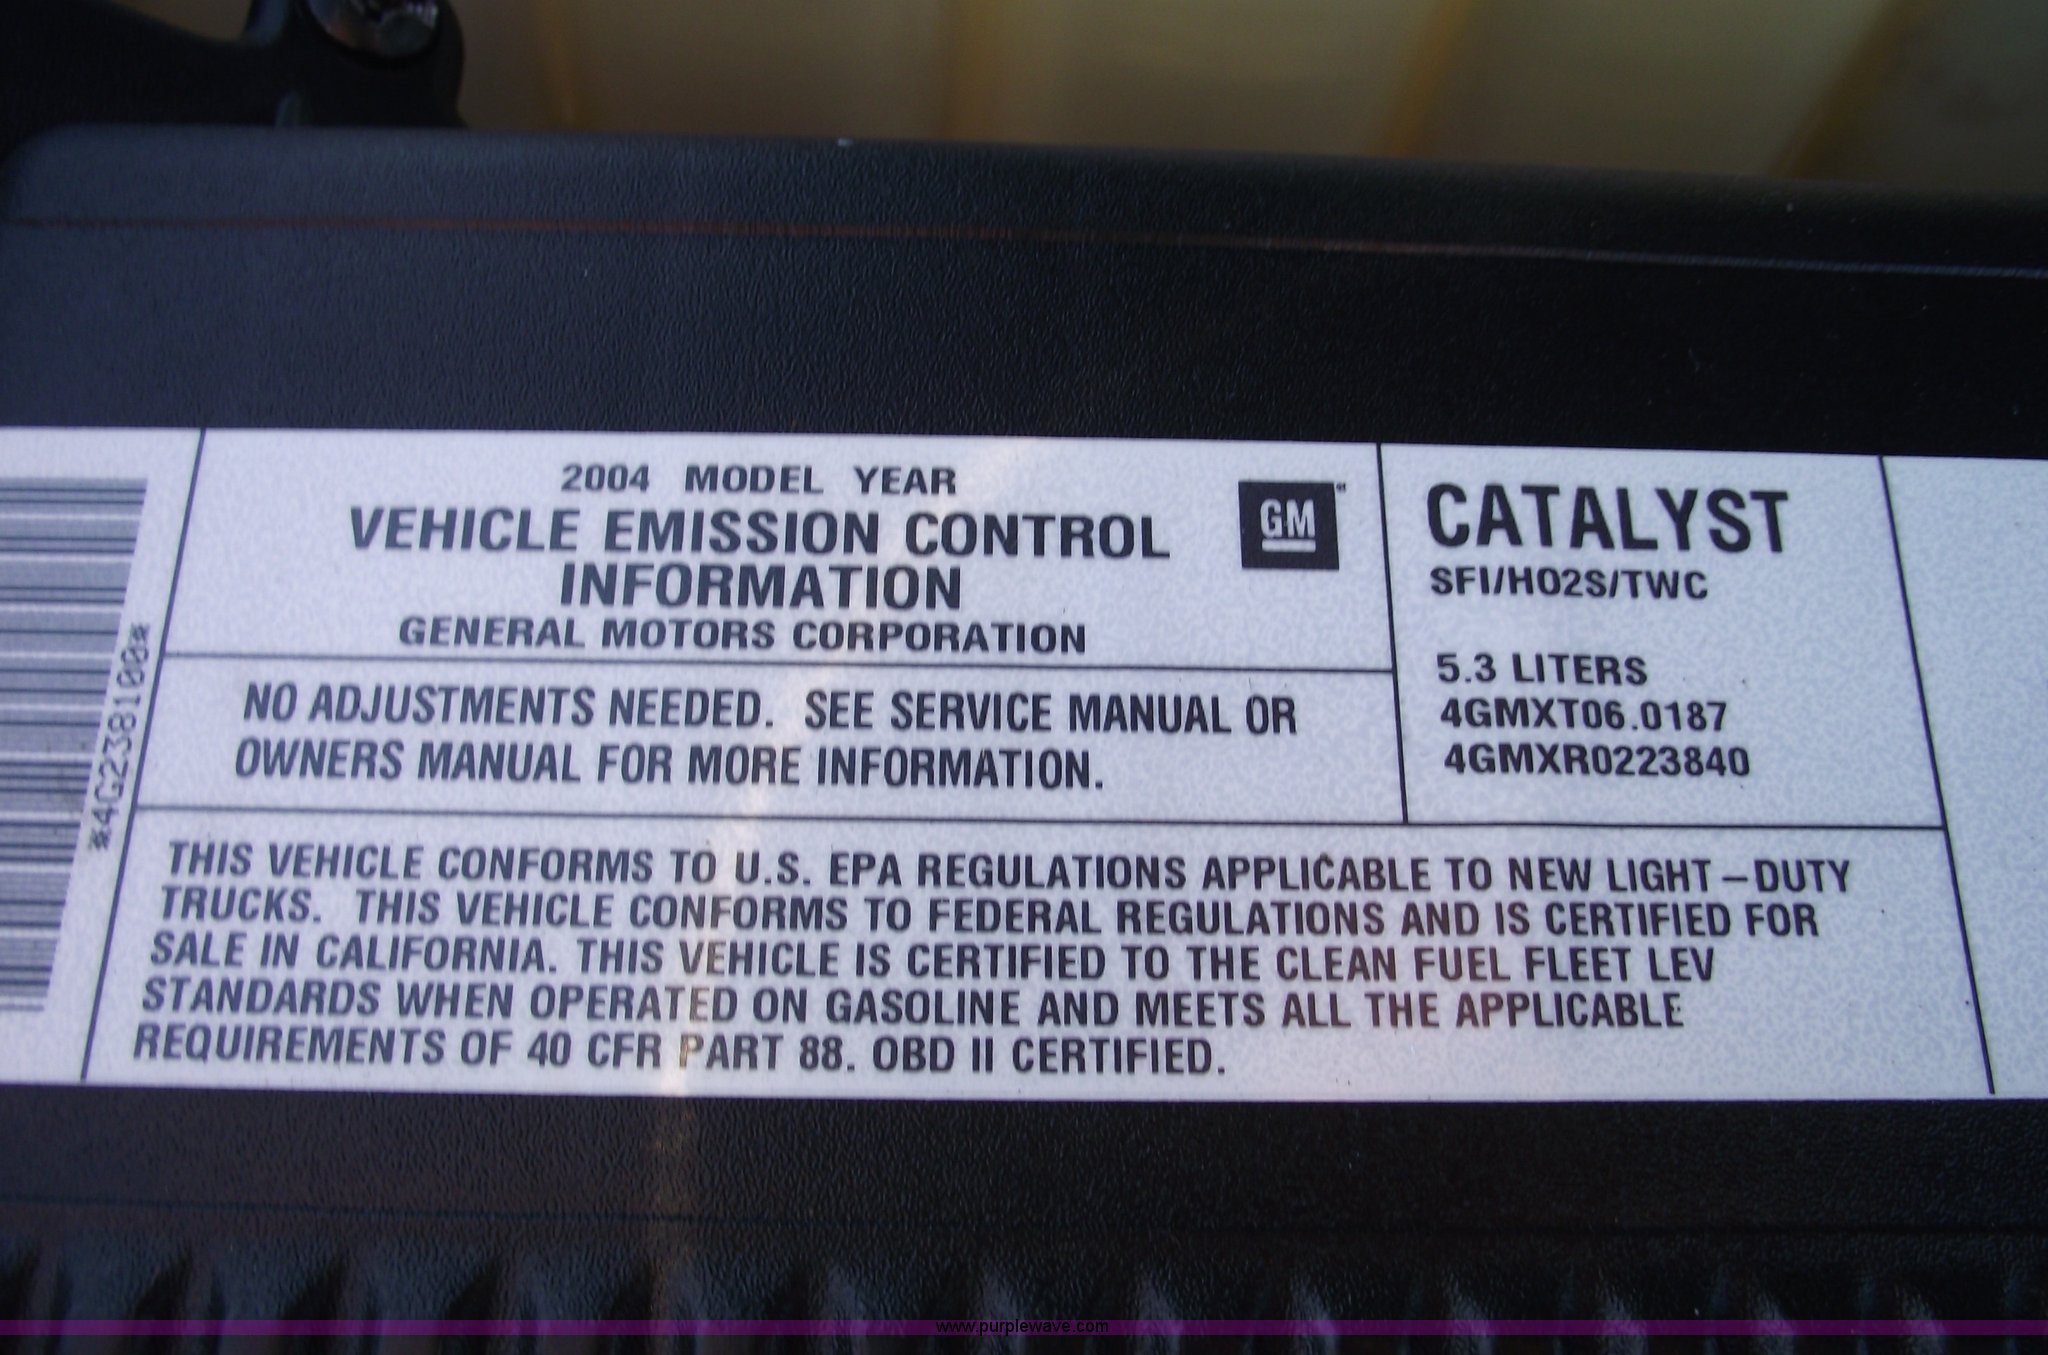 2004 MODEL YEAR
VEHICLE EMISSION CONTROL
INFORMATION
GENERAL MOTORS CORPORATION
GM
NO ADJUSTMENTS NEEDED. SEE SERVICE MANUAL OR
OWNERS MANUAL FOR MORE INFORMATION.
CATALYST
SFI/HO2S/TWC
5.3 LITERS
4GMXT06.0187
4GMXR0223840
THIS VEHICLE CONFORMS TO U.S. EPA REGULATIONS APPLICABLE TO NEW LIGHT-DUTY
TRUCKS. THIS VEHICLE CONFORMS TO FEDERAL REGULATIONS AND IS CERTIFIED FOR
SALE IN CALIFORNIA. THIS VEHICLE IS CERTIFIED TO THE CLEAN FUEL FLEET LEV
STANDARDS WHEN OPERATED ON GASOLINE AND MEETS ALL THE APPLICABLE
REQUIREMENTS OF 40 CFR PART 88. OBD II CERTIFIED.
*4G238100*
www.purplewave.com